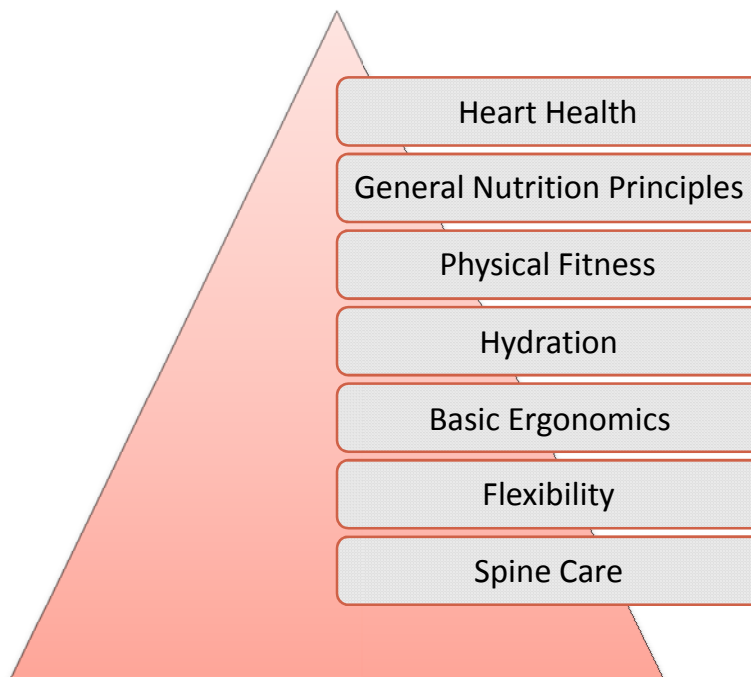 Heart Health
General Nutrition Principles
Physical Fitness
Hydration
Basic Ergonomics
Flexibility
Spine Care